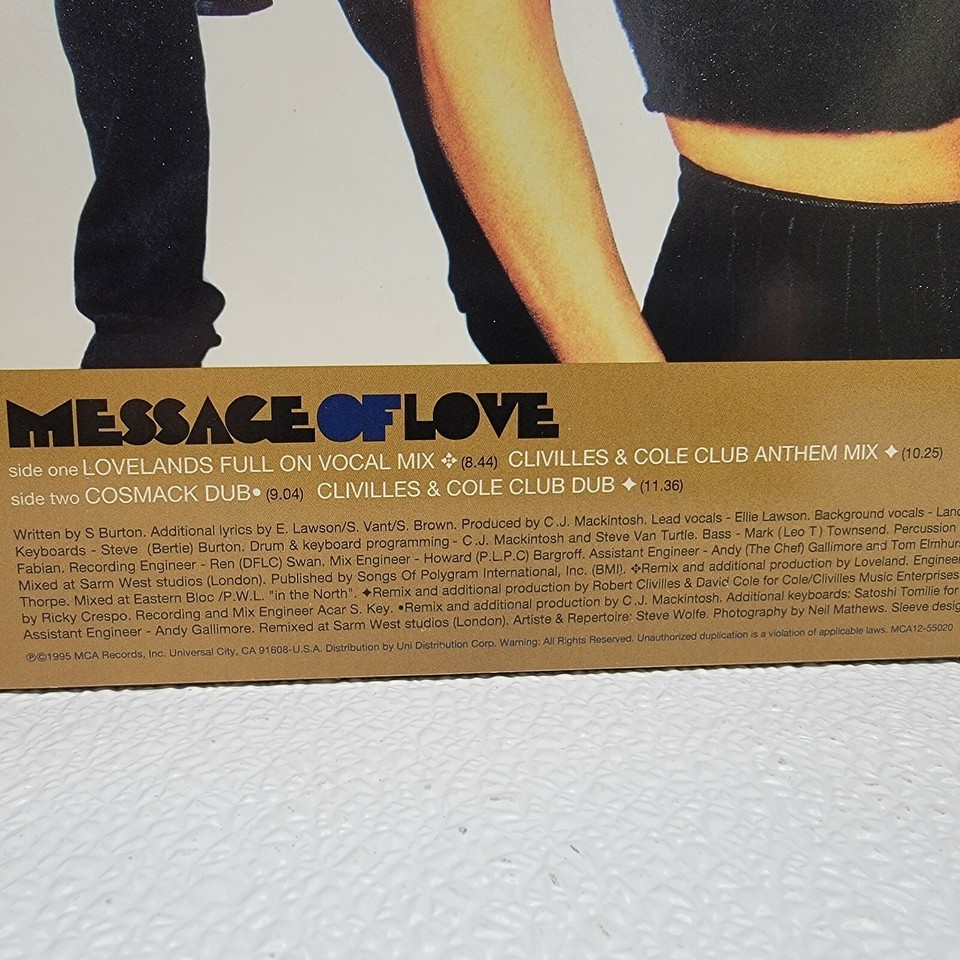 MESSAGE OF LOVE
side one LOVELANDS FULL ON VOCAL MIX ✣ (8.44) CLIVILLES & COLE CLUB ANTHEM MIX ✦ (10.25)
side two COSMACK DUB• (9.04) CLIVILLES & COLE CLUB DUB ✦ (11.36)
Written by S Burton. Additional lyrics by E. Lawson/S. Vant/S. Brown. Produced by C.J. Mackintosh. Lead vocals - Ellie Lawson. Background vocals -
Keyboards - Steve (Bertie) Burton. Drum & keyboard programming - C.J. Mackintosh and Steve Van Turtle. Bass - Mark (Leo T) Townsend. Percussion
Fabian. Recording Engineer - Ren (DFLC) Swan. Mix Engineer - Howard (P.L.P.C) Bargroff. Assistant Engineer - Andy (The Chef) Gallimore and Tom
Mixed at Sarm West studios (London). Published by Songs Of Polygram International, Inc. (BMI). ✣Remix and additional production by Loveland.
Thorpe. Mixed at Eastern Bloc /P.W.L. "in the North". ✦Remix and additional production by Robert Clivilles & David Cole for Cole/Clivilles Music Enterprises
by Ricky Crespo. Recording and Mix Engineer Acar S. Key. •Remix and additional production by C.J. Mackintosh. Additional keyboards: Satoshi Tomiie for
Assistant Engineer - Andy Gallimore. Remixed at Sarm West studios (London). Artiste & Repertoire: Steve Wolfe. Photography by Neil Mathews. Sleeve
℗©1995 MCA Records, Inc. Universal City, CA 91608-U.S.A. Distribution by Uni Distribution Corp. Warning: All Rights Reserved. Unauthorized duplication is a violation of applicable laws. MCA12-55020